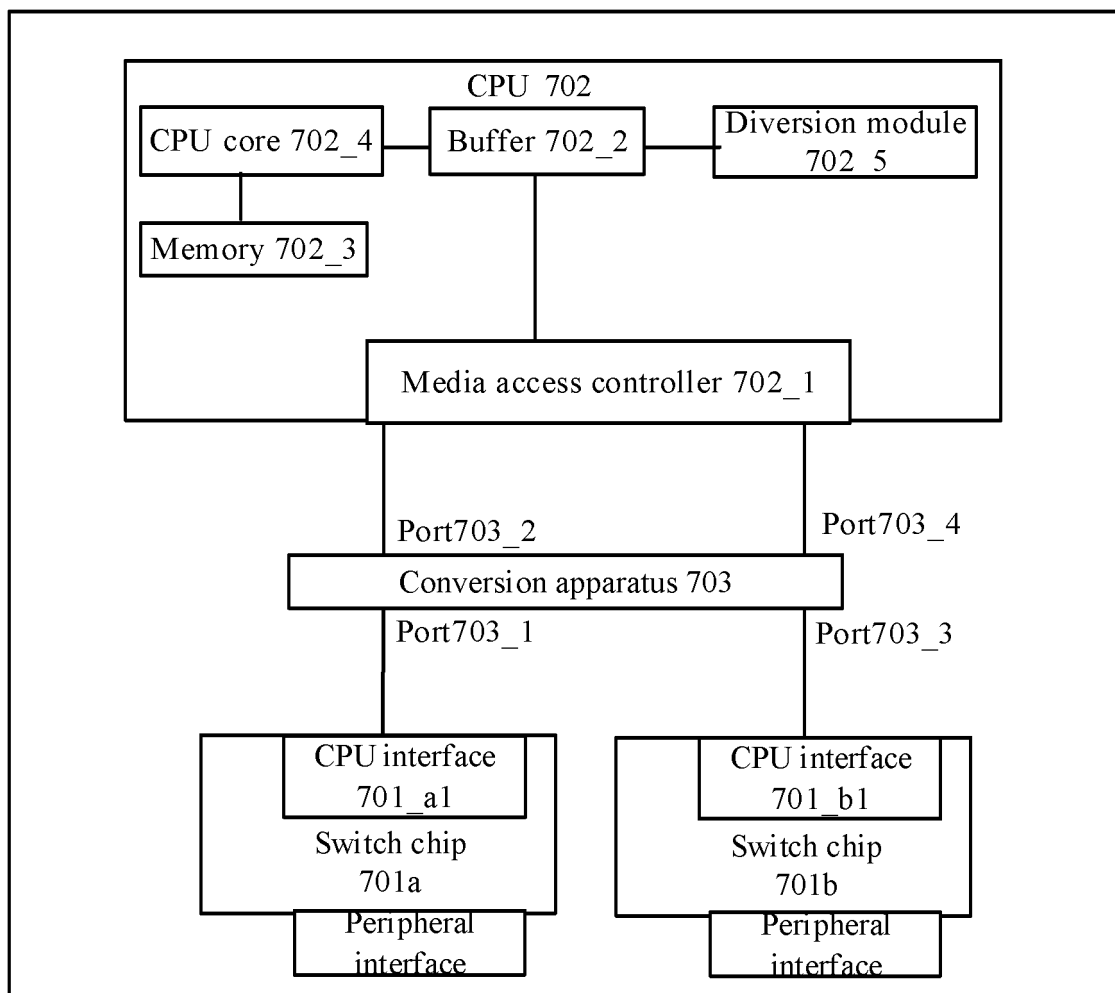 CPU 702
CPU core 702_4
Buffer 702_2
Diversion module
702_5
Memory 702_3
Media access controller 702_1
Port703_2
Port703_4
Conversion apparatus 703
Port703_1
Port703_3
CPU interface
701_a1
Switch chip
701a
Peripheral
interface
CPU interface
701_b1
Switch chip
701b
Peripheral
interface